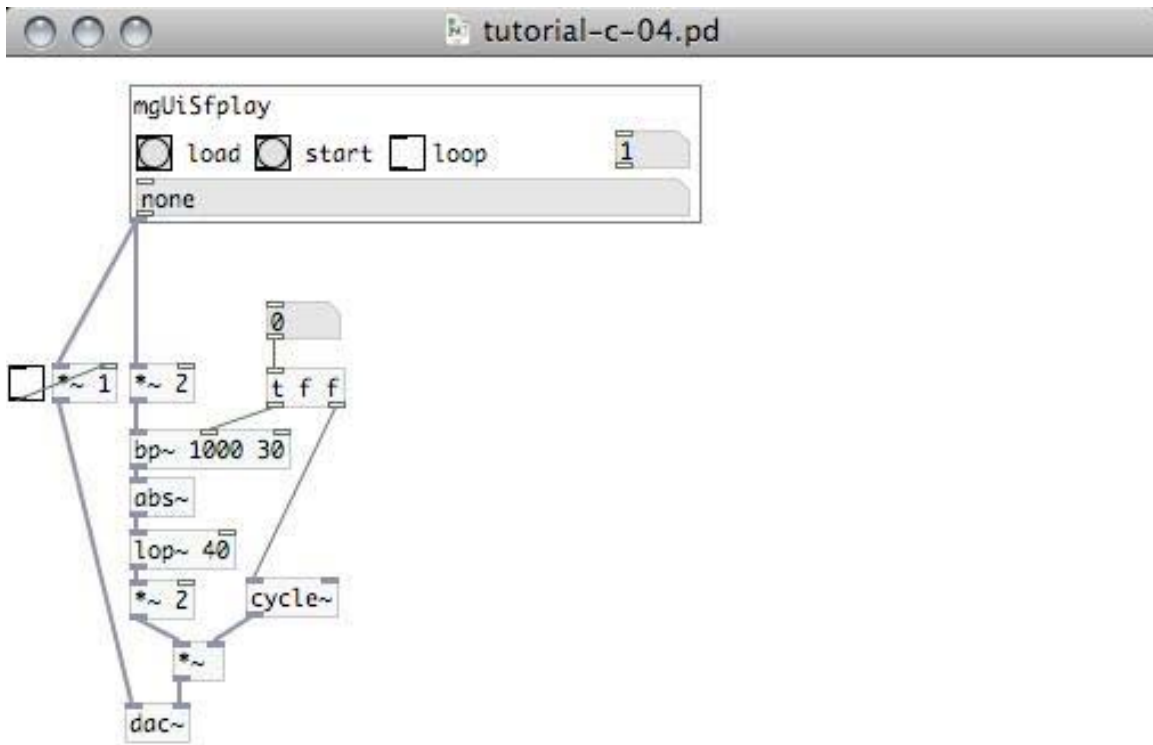 tutorial-c-04.pd
mgUiSfplay
load start loop 1
none
0
*~ 1 *~ 2 t f f
bp~ 1000 30
abs~
lop~ 40
*~ 2 cycle~
*~
dac~